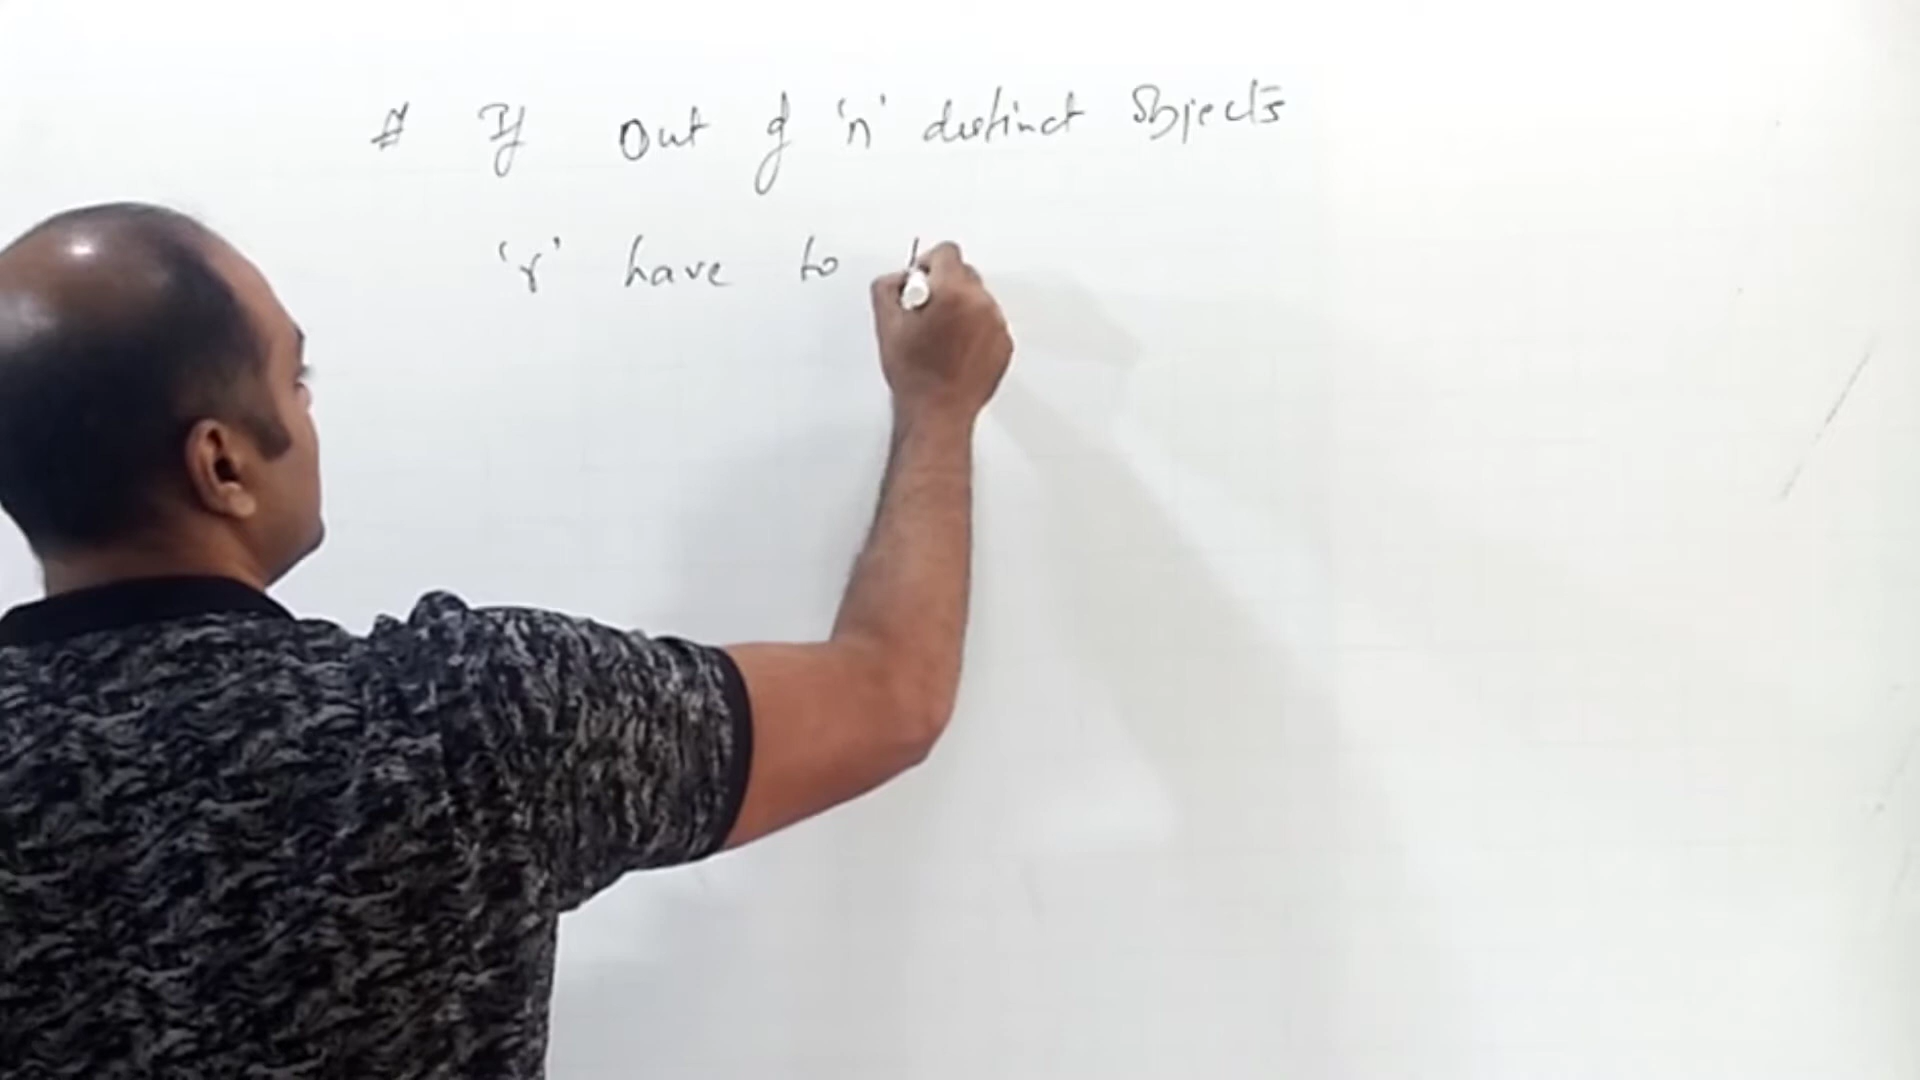 # If out of 'n' distinct objects
'r' have to